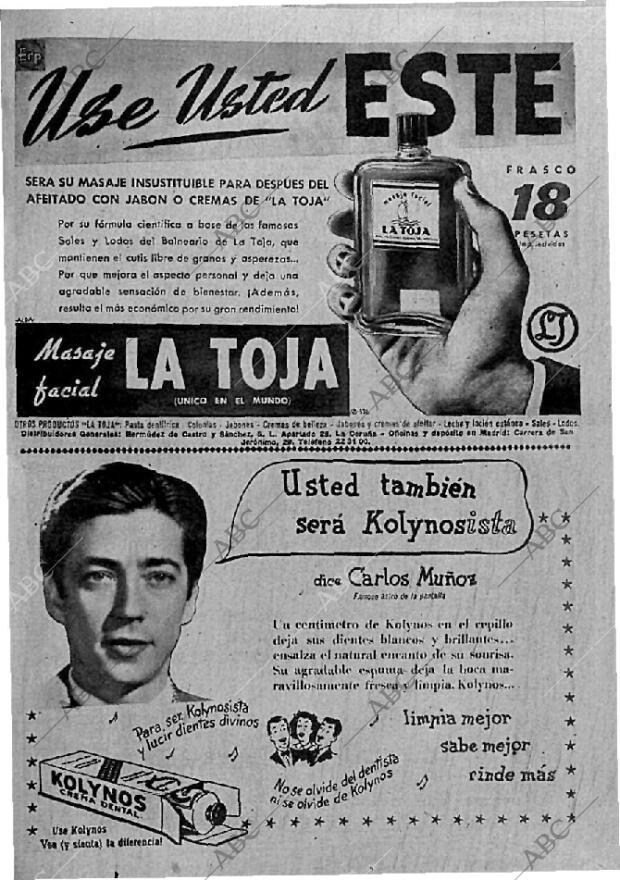 Erp
Use Usted ESTE
SERA SU MASAJE INSUSTITUIBLE PARA DESPUES DEL
AFEITADO CON JABON O CREMAS DE "LA TOJA"
Por su fórmula científica a base de las famosas
Sales y Lodos del Balneario de La Toja, que
mantienen el cutis libre de granos y asperezas...
Por que mejora el aspecto personal y deja una
agradable sensación de bienestar. ¡Además,
resulta el más económico por su gran rendimiento!
FRASCO
18
PESETAS
masaje facial
LA TOJA
LT
Masaje
facial
LA TOJA
(UNICO EN EL MUNDO)
OTROS PRODUCTOS "LA TOJA": Pasta dentífrica - Colonias - Jabones - Cremas de belleza - Jabones y cremas de afeitar - Leche y loción - Sales - Lodos
Distribuidores Generales: Bermúdez de Castro y Sánchez, S. L. Apartado 28. La Coruña - Oficinas y depósito en Madrid: Carrera de San
Jerónimo, 29. Teléfono
Usted también
será Kolynosista
dice Carlos Muñoz
Famoso astro de la pantalla
Un centímetro de Kolynos en el cepillo
deja sus dientes blancos y brillantes...
ensalza el natural encanto de su sonrisa.
Su agradable espuma deja la boca ma-
ravillosamente fresca y limpia. Kolynos...
limpia mejor
sabe mejor
rinde más
Para ser Kolynosista
y lucir dientes divinos
No se olvide del dentista
ni se olvide de Kolynos
KOLYNOS
CREMA DENTAL
Use Kolynos
Vea (y sienta) la diferencia!